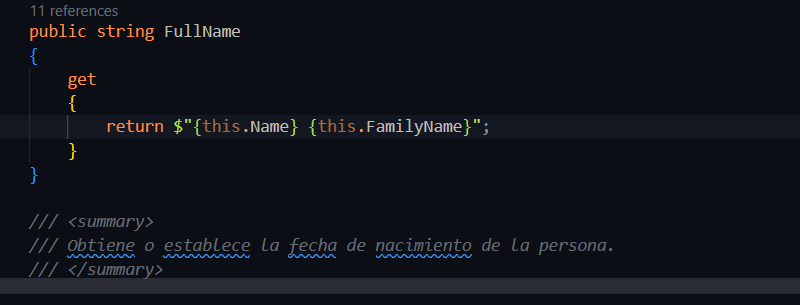 11 references
public string FullName
{
get
{
return $"{this.Name} {this.FamilyName}";
}
}
/// <summary>
/// Obtiene o establece la fecha de nacimiento de la persona.
/// </summary>